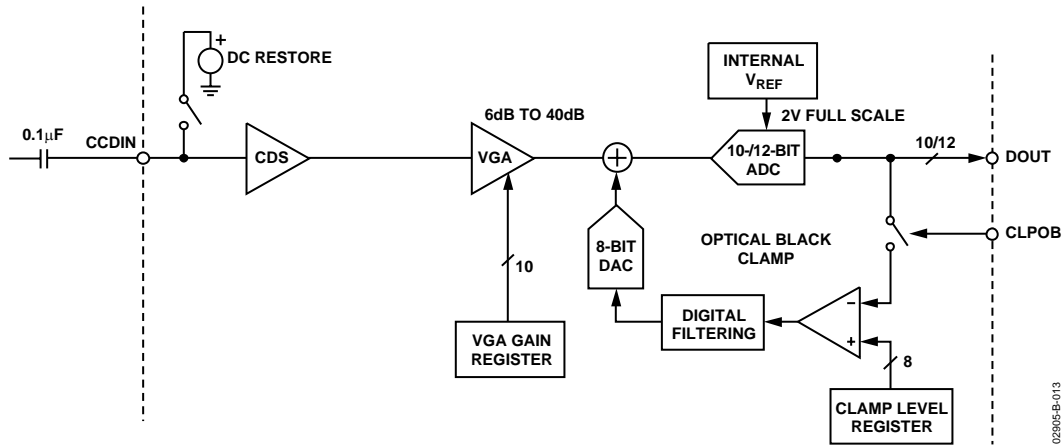 DC RESTORE
+
INTERNAL
VREF
6dB TO 40dB
2V FULL SCALE
0.1µF
CCDIN
CDS
VGA
+
10-/12-BIT
ADC
10/12
DOUT
8-BIT
DAC
OPTICAL BLACK
CLAMP
CLPOB
10
VGA GAIN
REGISTER
DIGITAL
FILTERING
−
+
8
CLAMP LEVEL
REGISTER
02905-B-013